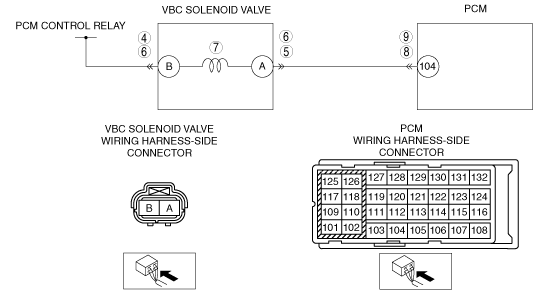 VBC SOLENOID VALVE
PCM
PCM CONTROL RELAY
4 6 9
6 7 5 8
B A 104
VBC SOLENOID VALVE
WIRING HARNESS-SIDE
CONNECTOR
PCM
WIRING HARNESS-SIDE
CONNECTOR
B A
125 126 127 128 129 130 131 132
117 118 119 120 121 122 123 124
109 110 111 112 113 114 115 116
101 102 103 104 105 106 107 108